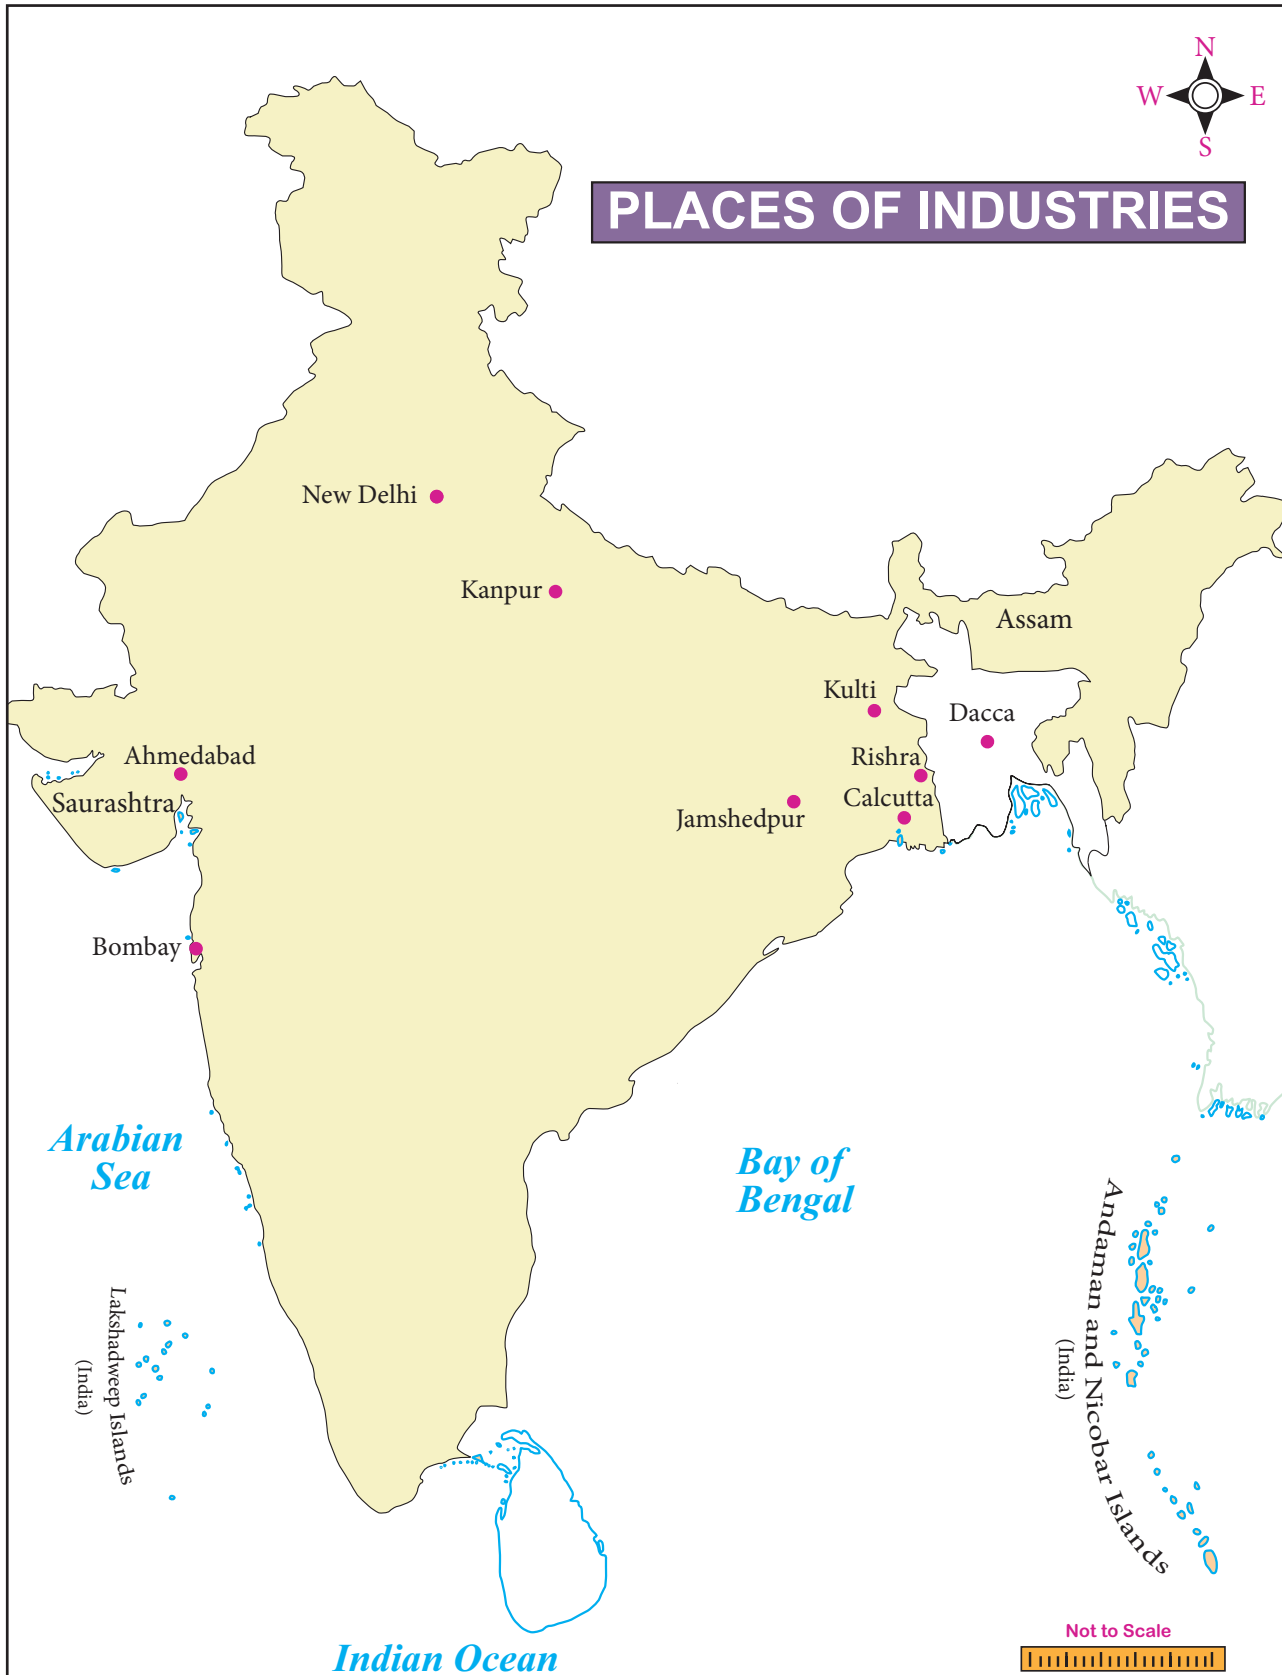 N
W E
S
PLACES OF INDUSTRIES
New Delhi
Kanpur
Assam
Kulti
Dacca
Ahmedabad
Rishra
Saurashtra
Calcutta
Jamshedpur
Bombay
Arabian
Sea
Bay of
Bengal
Andaman and Nicobar Islands
(India)
Lakshadweep Islands
(India)
Not to Scale
Indian Ocean